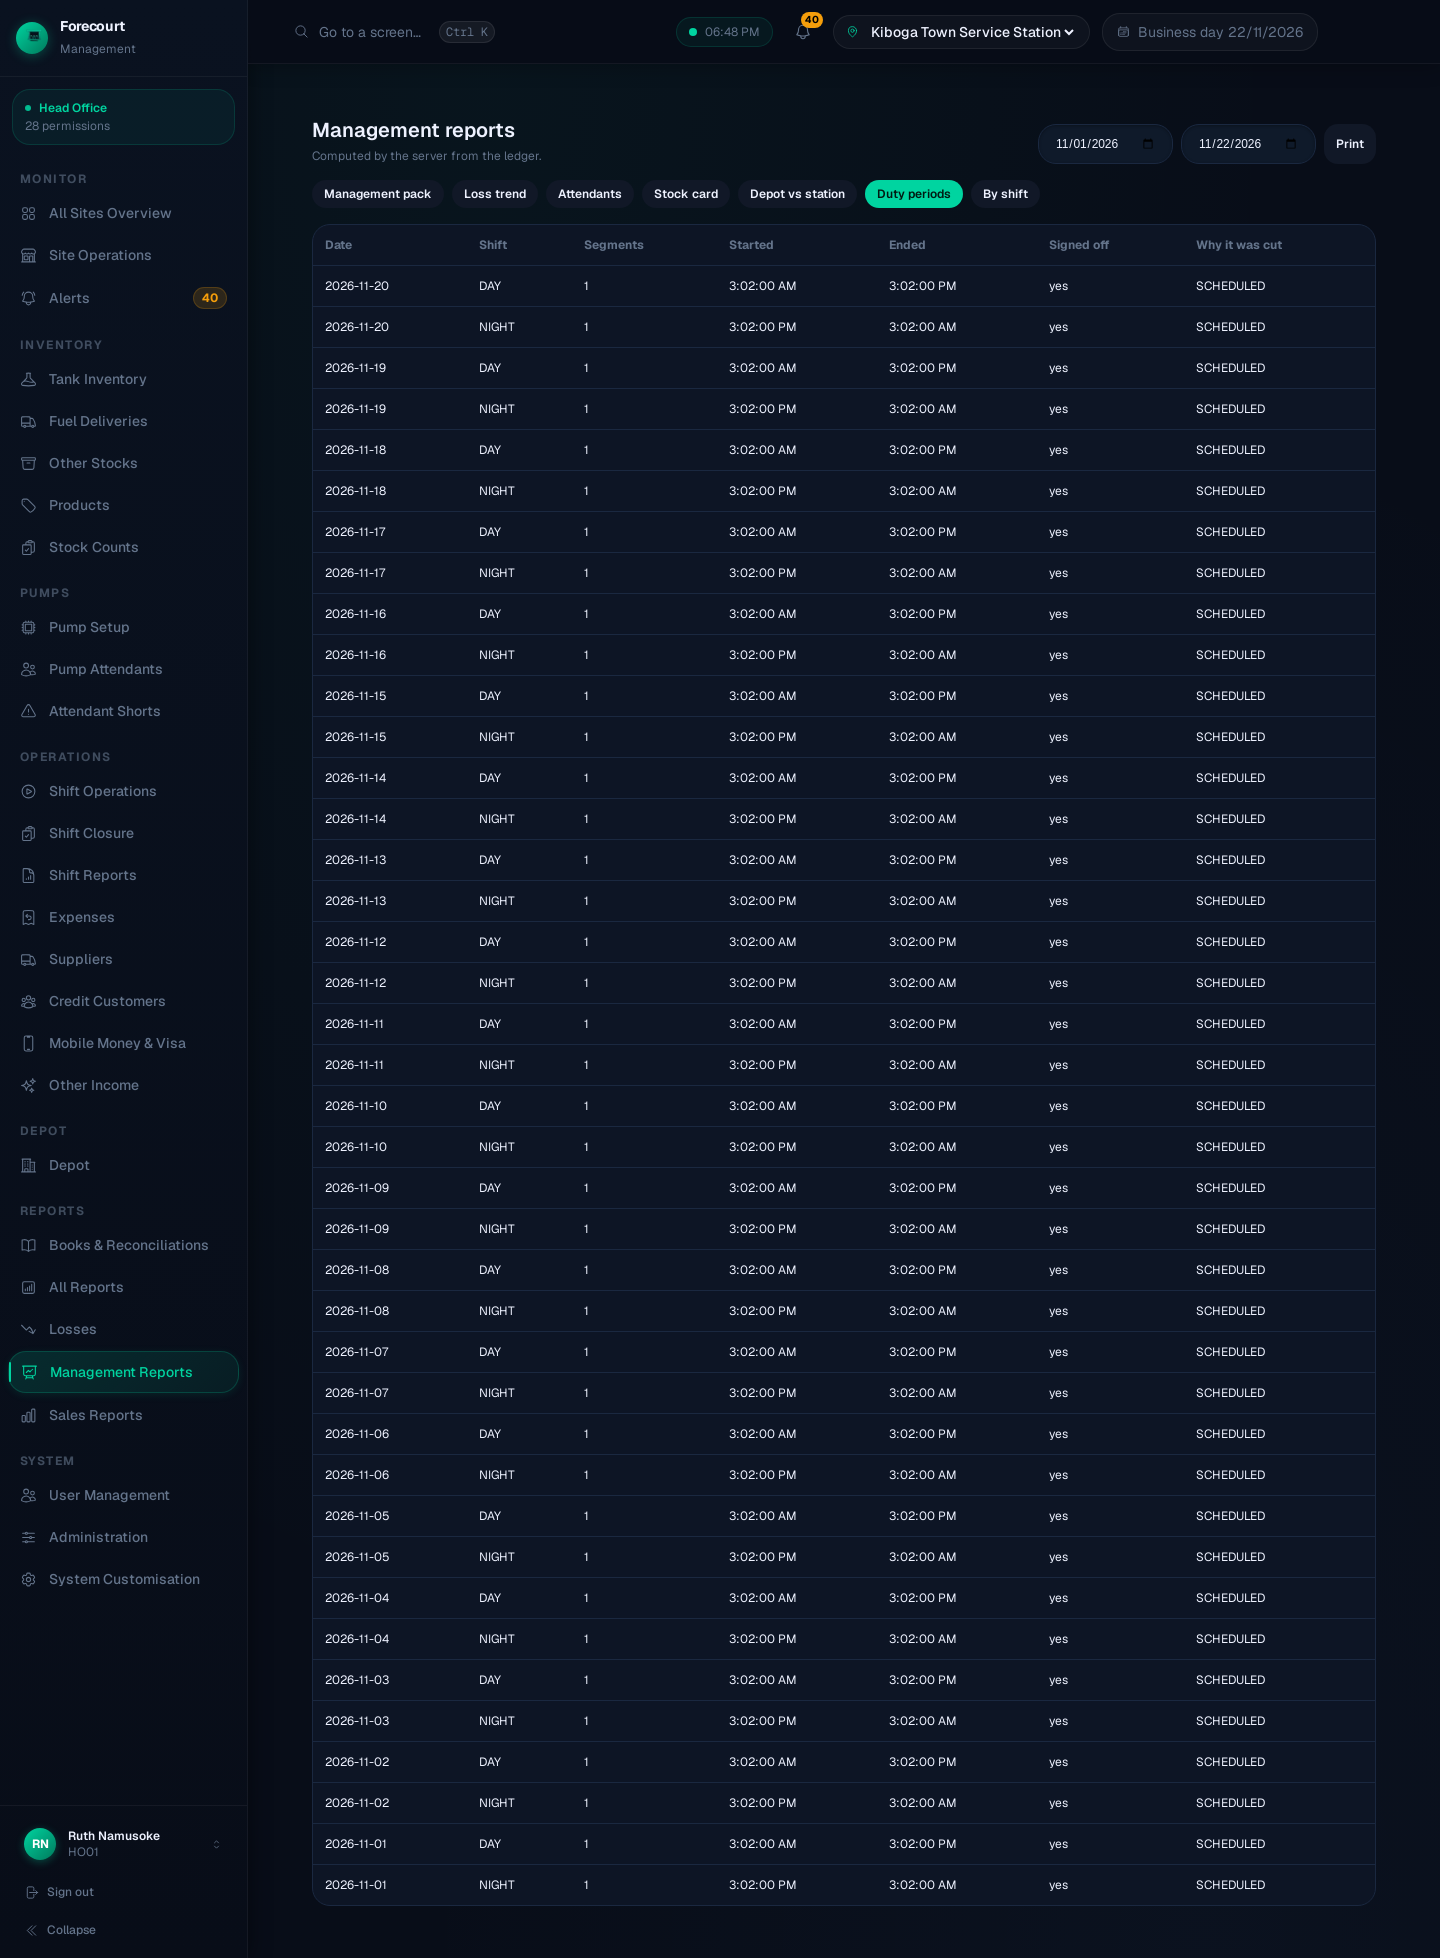 Forecourt
Management
Go to a screen... Ctrl K
06:48 PM
40
Kiboga Town Service Station
Business day 22/11/2026
Head Office
28 permissions
MONITOR
All Sites Overview
Site Operations
Alerts 40
INVENTORY
Tank Inventory
Fuel Deliveries
Other Stocks
Products
Stock Counts
PUMPS
Pump Setup
Pump Attendants
Attendant Shorts
OPERATIONS
Shift Operations
Shift Closure
Shift Reports
Expenses
Suppliers
Credit Customers
Mobile Money & Visa
Other Income
DEPOT
Depot
REPORTS
Books & Reconciliations
All Reports
Losses
Management Reports
Sales Reports
SYSTEM
User Management
Administration
System Customisation
RN Ruth Namusoke
HO01
Sign out
Collapse
Management reports
Computed by the server from the ledger.
11/01/2026 11/22/2026 Print
Management pack Loss trend Attendants Stock card Depot vs station Duty periods By shift
Date Shift Segments Started Ended Signed off Why it was cut
2026-11-20 DAY 1 3:02:00 AM 3:02:00 PM yes SCHEDULED
2026-11-20 NIGHT 1 3:02:00 PM 3:02:00 AM yes SCHEDULED
2026-11-19 DAY 1 3:02:00 AM 3:02:00 PM yes SCHEDULED
2026-11-19 NIGHT 1 3:02:00 PM 3:02:00 AM yes SCHEDULED
2026-11-18 DAY 1 3:02:00 AM 3:02:00 PM yes SCHEDULED
2026-11-18 NIGHT 1 3:02:00 PM 3:02:00 AM yes SCHEDULED
2026-11-17 DAY 1 3:02:00 AM 3:02:00 PM yes SCHEDULED
2026-11-17 NIGHT 1 3:02:00 PM 3:02:00 AM yes SCHEDULED
2026-11-16 DAY 1 3:02:00 AM 3:02:00 PM yes SCHEDULED
2026-11-16 NIGHT 1 3:02:00 PM 3:02:00 AM yes SCHEDULED
2026-11-15 DAY 1 3:02:00 AM 3:02:00 PM yes SCHEDULED
2026-11-15 NIGHT 1 3:02:00 PM 3:02:00 AM yes SCHEDULED
2026-11-14 DAY 1 3:02:00 AM 3:02:00 PM yes SCHEDULED
2026-11-14 NIGHT 1 3:02:00 PM 3:02:00 AM yes SCHEDULED
2026-11-13 DAY 1 3:02:00 AM 3:02:00 PM yes SCHEDULED
2026-11-13 NIGHT 1 3:02:00 PM 3:02:00 AM yes SCHEDULED
2026-11-12 DAY 1 3:02:00 AM 3:02:00 PM yes SCHEDULED
2026-11-12 NIGHT 1 3:02:00 PM 3:02:00 AM yes SCHEDULED
2026-11-11 DAY 1 3:02:00 AM 3:02:00 PM yes SCHEDULED
2026-11-11 NIGHT 1 3:02:00 PM 3:02:00 AM yes SCHEDULED
2026-11-10 DAY 1 3:02:00 AM 3:02:00 PM yes SCHEDULED
2026-11-10 NIGHT 1 3:02:00 PM 3:02:00 AM yes SCHEDULED
2026-11-09 DAY 1 3:02:00 AM 3:02:00 PM yes SCHEDULED
2026-11-09 NIGHT 1 3:02:00 PM 3:02:00 AM yes SCHEDULED
2026-11-08 DAY 1 3:02:00 AM 3:02:00 PM yes SCHEDULED
2026-11-08 NIGHT 1 3:02:00 PM 3:02:00 AM yes SCHEDULED
2026-11-07 DAY 1 3:02:00 AM 3:02:00 PM yes SCHEDULED
2026-11-07 NIGHT 1 3:02:00 PM 3:02:00 AM yes SCHEDULED
2026-11-06 DAY 1 3:02:00 AM 3:02:00 PM yes SCHEDULED
2026-11-06 NIGHT 1 3:02:00 PM 3:02:00 AM yes SCHEDULED
2026-11-05 DAY 1 3:02:00 AM 3:02:00 PM yes SCHEDULED
2026-11-05 NIGHT 1 3:02:00 PM 3:02:00 AM yes SCHEDULED
2026-11-04 DAY 1 3:02:00 AM 3:02:00 PM yes SCHEDULED
2026-11-04 NIGHT 1 3:02:00 PM 3:02:00 AM yes SCHEDULED
2026-11-03 DAY 1 3:02:00 AM 3:02:00 PM yes SCHEDULED
2026-11-03 NIGHT 1 3:02:00 PM 3:02:00 AM yes SCHEDULED
2026-11-02 DAY 1 3:02:00 AM 3:02:00 PM yes SCHEDULED
2026-11-02 NIGHT 1 3:02:00 PM 3:02:00 AM yes SCHEDULED
2026-11-01 DAY 1 3:02:00 AM 3:02:00 PM yes SCHEDULED
2026-11-01 NIGHT 1 3:02:00 PM 3:02:00 AM yes SCHEDULED